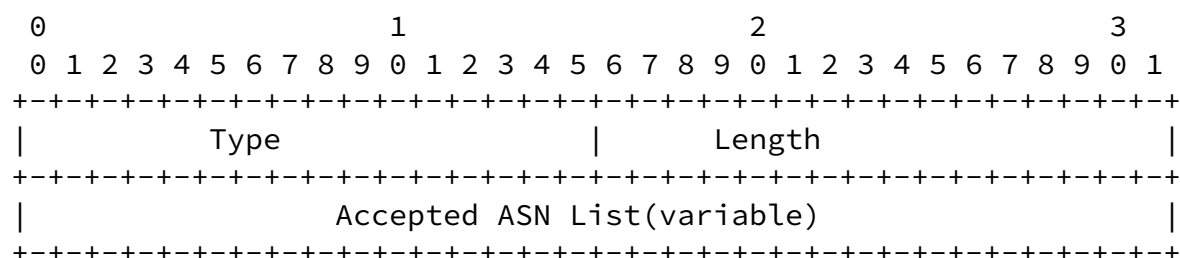 0                   1                   2                   3
 0 1 2 3 4 5 6 7 8 9 0 1 2 3 4 5 6 7 8 9 0 1 2 3 4 5 6 7 8 9 0 1
+-+-+-+-+-+-+-+-+-+-+-+-+-+-+-+-+-+-+-+-+-+-+-+-+-+-+-+-+-+-+-+-+
|          Type                 |      Length                   |
+-+-+-+-+-+-+-+-+-+-+-+-+-+-+-+-+-+-+-+-+-+-+-+-+-+-+-+-+-+-+-+-+
|                 Accepted ASN List(variable)                   |
+-+-+-+-+-+-+-+-+-+-+-+-+-+-+-+-+-+-+-+-+-+-+-+-+-+-+-+-+-+-+-+-+